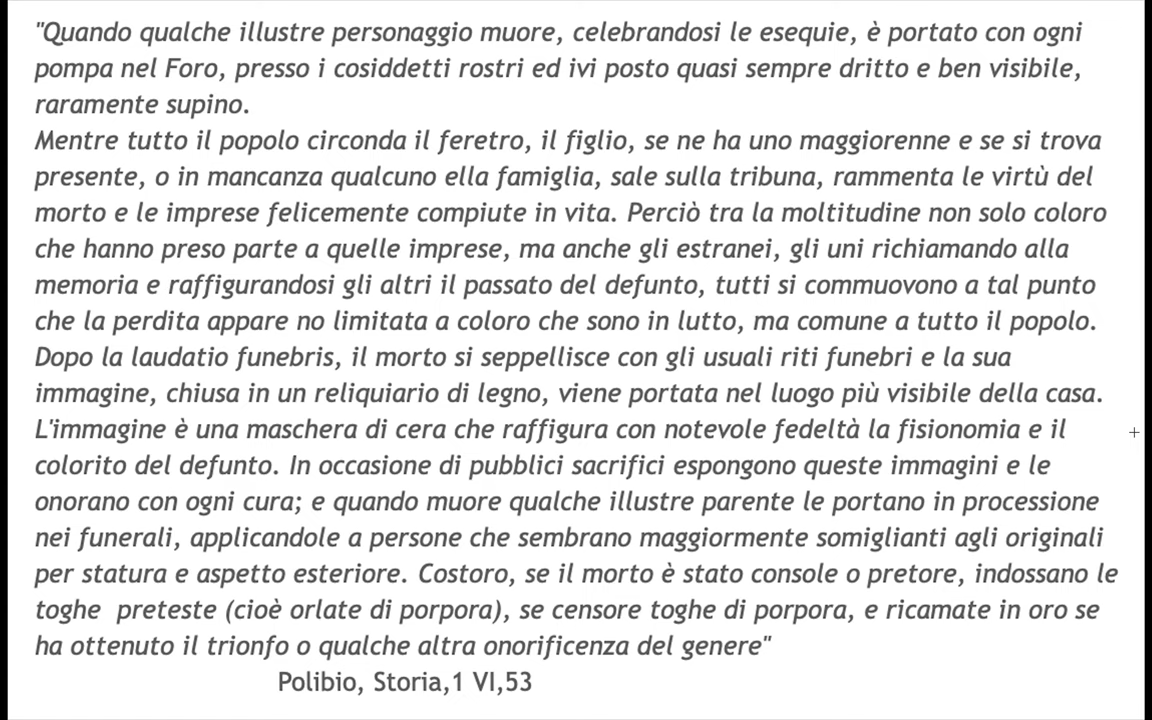 "Quando qualche illustre personaggio muore, celebrandosi le esequie, è portato con ogni
pompa nel Foro, presso i cosiddetti rostri ed ivi posto quasi sempre dritto e ben visibile,
raramente supino.
Mentre tutto il popolo circonda il feretro, il figlio, se ne ha uno maggiorenne e se si trova
presente, o in mancanza qualcuno ella famiglia, sale sulla tribuna, rammenta le virtù del
morto e le imprese felicemente compiute in vita. Perciò tra la moltitudine non solo coloro
che hanno preso parte a quelle imprese, ma anche gli estranei, gli uni richiamando alla
memoria e raffigurandosi gli altri il passato del defunto, tutti si commuovono a tal punto
che la perdita appare no limitata a coloro che sono in lutto, ma comune a tutto il popolo.
Dopo la laudatio funebris, il morto si seppellisce con gli usuali riti funebri e la sua
immagine, chiusa in un reliquiario di legno, viene portata nel luogo più visibile della casa.
L'immagine è una maschera di cera che raffigura con notevole fedeltà la fisionomia e il
colorito del defunto. In occasione di pubblici sacrifici espongono queste immagini e le
onorano con ogni cura; e quando muore qualche illustre parente le portano in processione
nei funerali, applicandole a persone che sembrano maggiormente somiglianti agli originali
per statura e aspetto esteriore. Costoro, se il morto è stato console o pretore, indossano le
toghe  preteste (cioè orlate di porpora), se censore toghe di porpora, e ricamate in oro se
ha ottenuto il trionfo o qualche altra onorificenza del genere"
Polibio, Storia,1 VI,53